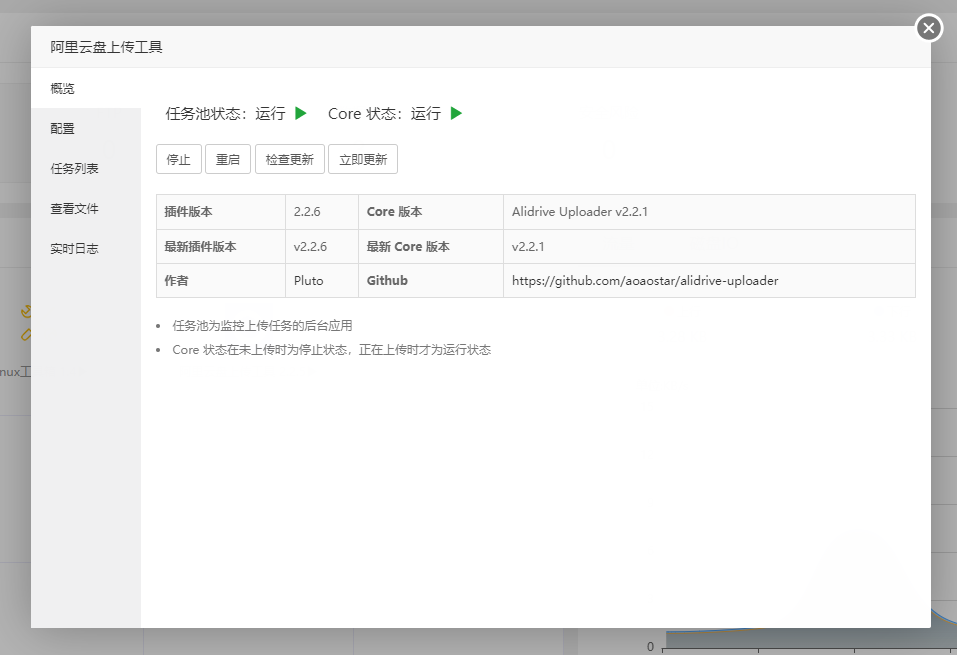 阿里云盘上传工具
概览
配置
任务列表
查看文件
实时日志
任务池状态：运行 Core 状态：运行
停止 重启 检查更新 立即更新
插件版本 2.2.6 Core 版本 Alidrive Uploader v2.2.1
最新插件版本 v2.2.6 最新 Core 版本 v2.2.1
作者 Pluto Github https://github.com/aoaostar/alidrive-uploader
任务池为监控上传任务的后台应用
Core 状态在未上传时为停止状态，正在上传时才为运行状态
nux工
0